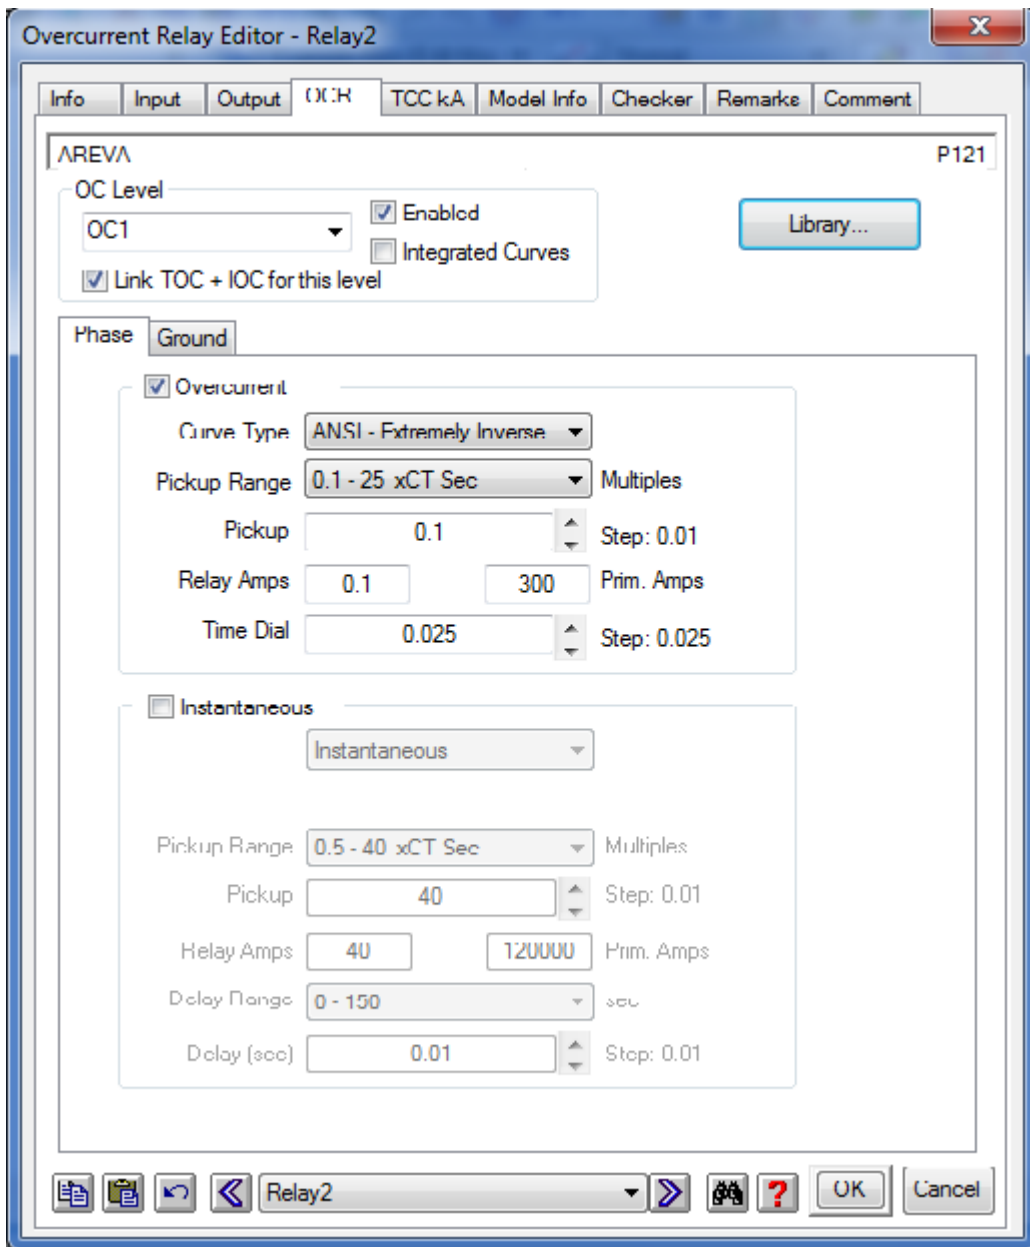 Overcurrent Relay Editor - Relay2
Info Input Output OCR TCC kA Model Info Checker Remarks Comment
AREVA P121
OC Level
OC1
Enabled
Integrated Curves
Library...
Link TOC + IOC for this level
Phase Ground
Overcurrent
Curve Type ANSI - Extremely Inverse
Pickup Range 0.1 - 25 xCT Sec Multiples
Pickup 0.1 Step: 0.01
Relay Amps 0.1 300 Prim. Amps
Time Dial 0.025 Step: 0.025
Instantaneous
Instantaneous
Pickup Range 0.5 - 40 xCT Sec Multiples
Pickup 40 Step: 0.01
Relay Amps 40 120000 Prim. Amps
Delay Range 0 - 150 sec
Delay (sec) 0.01 Step: 0.01
Relay2 ? OK Cancel